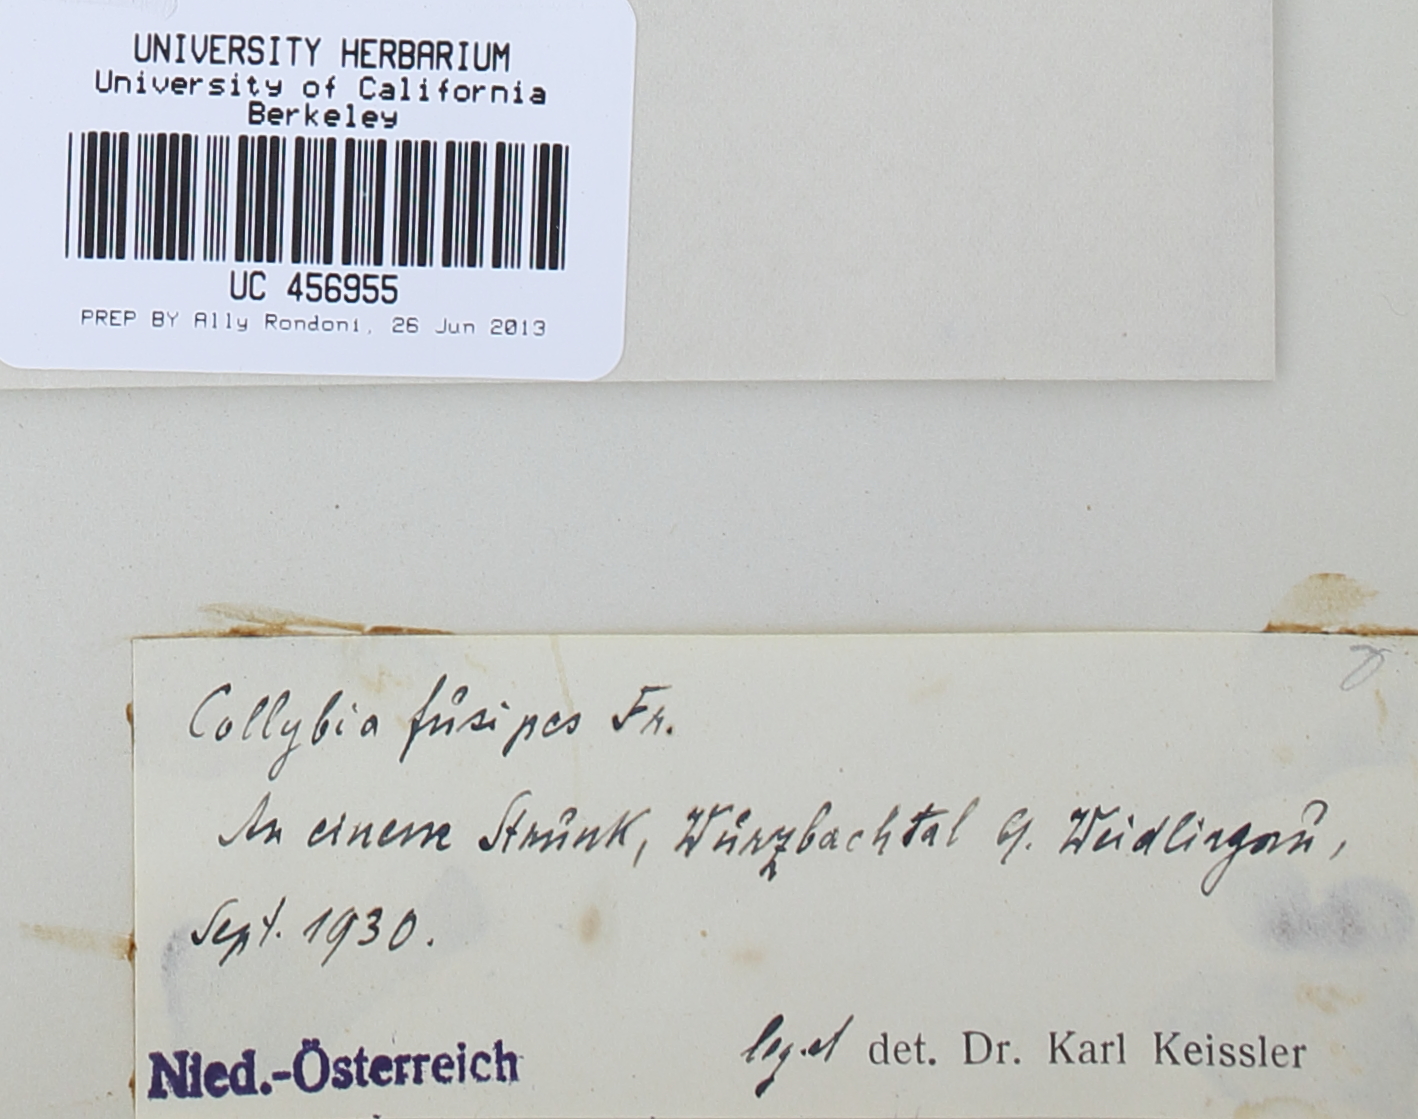 UNIVERSITY HERBARIUM
University of California
Berkeley
UC 456955
PREP BY Ally Rondoni, 26 Jun 2013
Collybia fusipes Fr.
An einem Strunk, Wurzbachtal b. Weidlingau,
Sept. 1930.
Nied.-Österreich
leg. et det. Dr. Karl Keissler